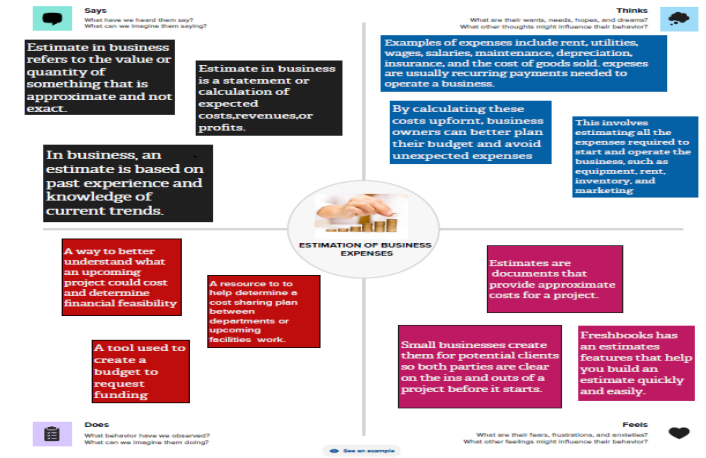 Says
What have we heard them say?
What can we imagine them saying?
Estimate in business
refers to the value or
quantity of
something that is
approximate and not
exact.
Estimate in business
is a statement or
calculation of
expected
costs,revenues,or
profits.
In business, an
estimate is based on
past experience and
knowledge of
current trends.
Thinks
What are their wants, needs, hopes, and dreams?
What other thoughts might influence their behavior?
Examples of expenses include rent, utilities,
wages, salaries, maintenance, depreciation,
insurance, and the cost of goods sold. expeses
are usually recurring payments needed to
operate a business.
By calculating these
costs upfornt, business
owners can better plan
their budget and avoid
unexpected expenses
This involves
estimating all the
expenses required to
start and operate the
business, such as
equipment, rent,
inventory, and
marketing
ESTIMATION OF BUSINESS
EXPENSES
A way to better
understand what
an upcoming
project could cost
and determine
financial feasibility
A resource to to
help determine a
cost sharing plan
between
departments or
upcoming
facilities work.
A tool used to
create a
budget to
request
funding
Does
What behavior have we observed?
What can we imagine them doing?
Estimates are
documents that
provide approximate
costs for a project.
Small businesses create
them for potential clients
so both parties are clear
on the ins and outs of a
project before it starts.
Freshbooks has
an estimates
features that help
you build an
estimate quickly
and easily.
Feels
What are their fears, frustrations, and anxieties?
What other feelings might influence their behavior?
See an example